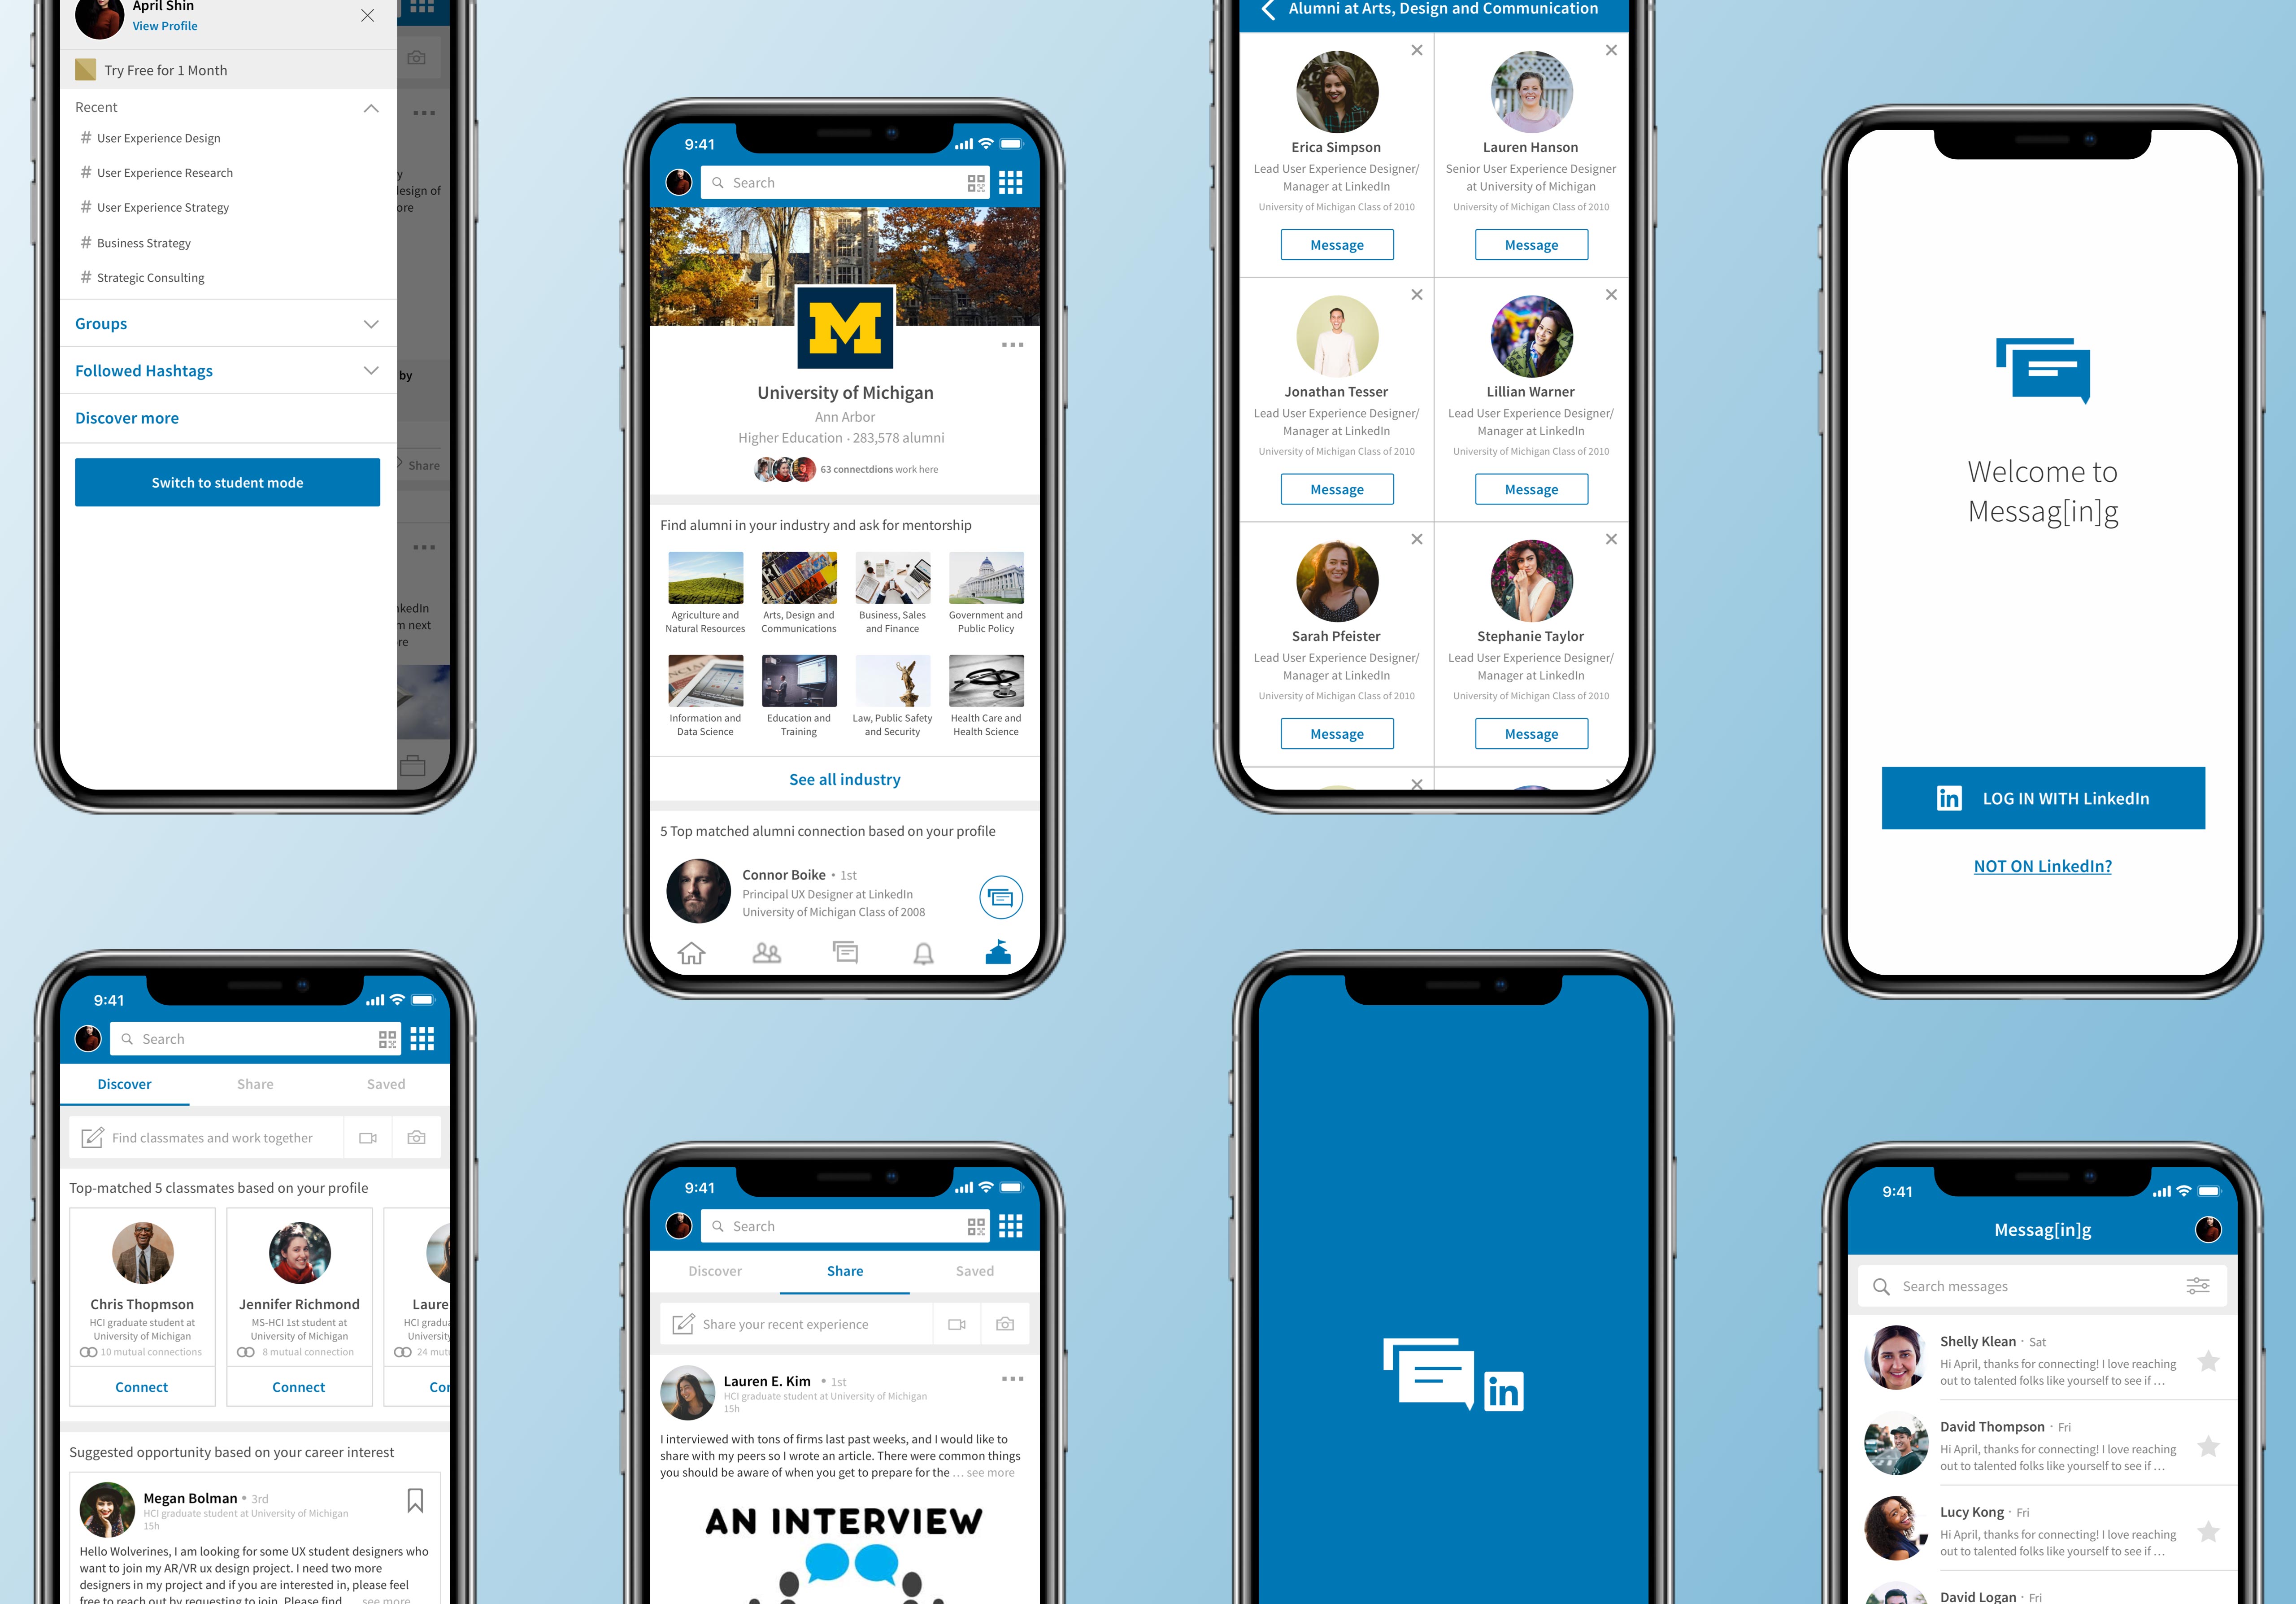 April Shin
View Profile
Try Free for 1 Month
Recent
# User Experience Design
# User Experience Research
# User Experience Strategy
# Business Strategy
# Strategic Consulting
Groups
Followed Hashtags
Discover more
Switch to student mode
y
esign of
ore
by
Share
kedIn
next
re
9:41
Search
M
University of Michigan
Ann Arbor
Higher Education · 283,578 alumni
63 connectdions work here
Find alumni in your industry and ask for mentorship
Agriculture and
Natural Resources
Arts, Design and
Communications
Business, Sales
and Finance
Government and
Public Policy
Information and
Data Science
Education and
Training
Law, Public Safety
and Security
Health Care and
Health Science
See all industry
5 Top matched alumni connection based on your profile
Connor Boike • 1st
Principal UX Designer at LinkedIn
University of Michigan Class of 2008
Alumni at Arts, Design and Communication
Erica Simpson
Lead User Experience Designer/
Manager at LinkedIn
University of Michigan Class of 2010
Message
Lauren Hanson
Senior User Experience Designer
at University of Michigan
University of Michigan Class of 2010
Message
Jonathan Tesser
Lead User Experience Designer/
Manager at LinkedIn
University of Michigan Class of 2010
Message
Lillian Warner
Lead User Experience Designer/
Manager at LinkedIn
University of Michigan Class of 2010
Message
Sarah Pfeister
Lead User Experience Designer/
Manager at LinkedIn
University of Michigan Class of 2010
Message
Stephanie Taylor
Lead User Experience Designer/
Manager at LinkedIn
University of Michigan Class of 2010
Message
Welcome to
Messag[in]g
in LOG IN WITH LinkedIn
NOT ON LinkedIn?
9:41
Search
Discover Share Saved
Find classmates and work together
Top-matched 5 classmates based on your profile
Chris Thopmson
HCI graduate student at
University of Michigan
10 mutual connections
Connect
Jennifer Richmond
MS-HCI 1st student at
University of Michigan
8 mutual connection
Connect
Laure
HCI gradua
University
24 mut
Cor
Suggested opportunity based on your career interest
Megan Bolman • 3rd
HCI graduate student at University of Michigan
15h
Hello Wolverines, I am looking for some UX student designers who
want to join my AR/VR ux design project. I need two more
designers in my project and if you are interested in, please feel
free to reach out by requesting to join. Please find ... see more
9:41
Search
Discover Share Saved
Share your recent experience
Lauren E. Kim • 1st
HCI graduate student at University of Michigan
15h
I interviewed with tons of firms last past weeks, and I would like to
share with my peers so I wrote an article. There were common things
you should be aware of when you get to prepare for the ... see more
AN INTERVIEW
in
9:41
Messag[in]g
Search messages
Shelly Klean · Sat
Hi April, thanks for connecting! I love reaching
out to talented folks like yourself to see if ...
David Thompson · Fri
Hi April, thanks for connecting! I love reaching
out to talented folks like yourself to see if ...
Lucy Kong · Fri
Hi April, thanks for connecting! I love reaching
out to talented folks like yourself to see if ...
David Logan · Fri